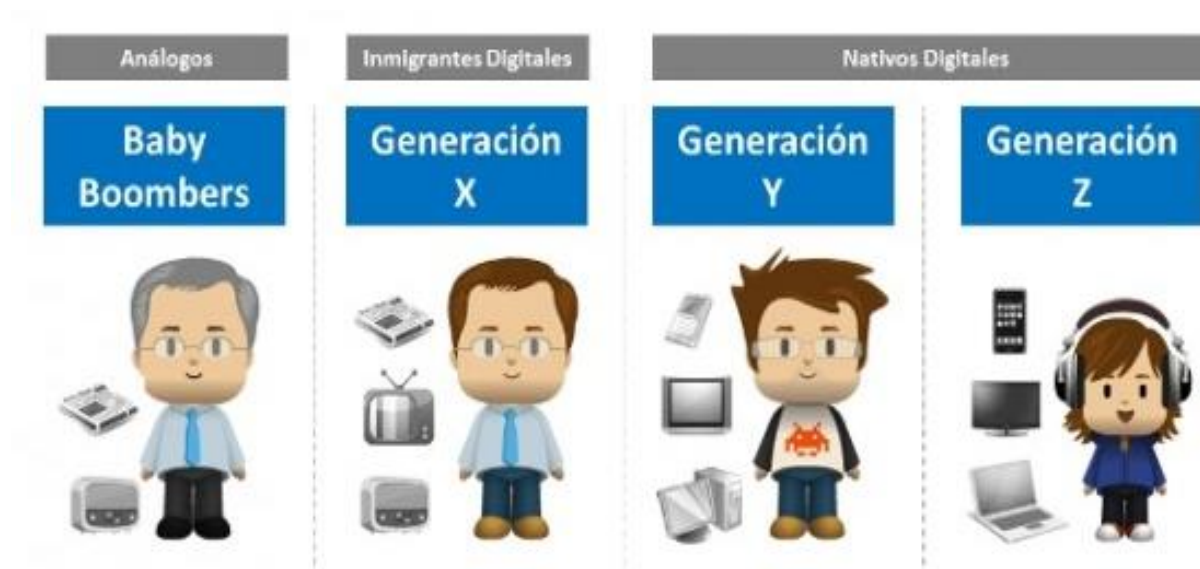 Análogos
Inmigrantes Digitales
Nativos Digitales
Baby
Boombers
Generación
X
Generación
Y
Generación
Z